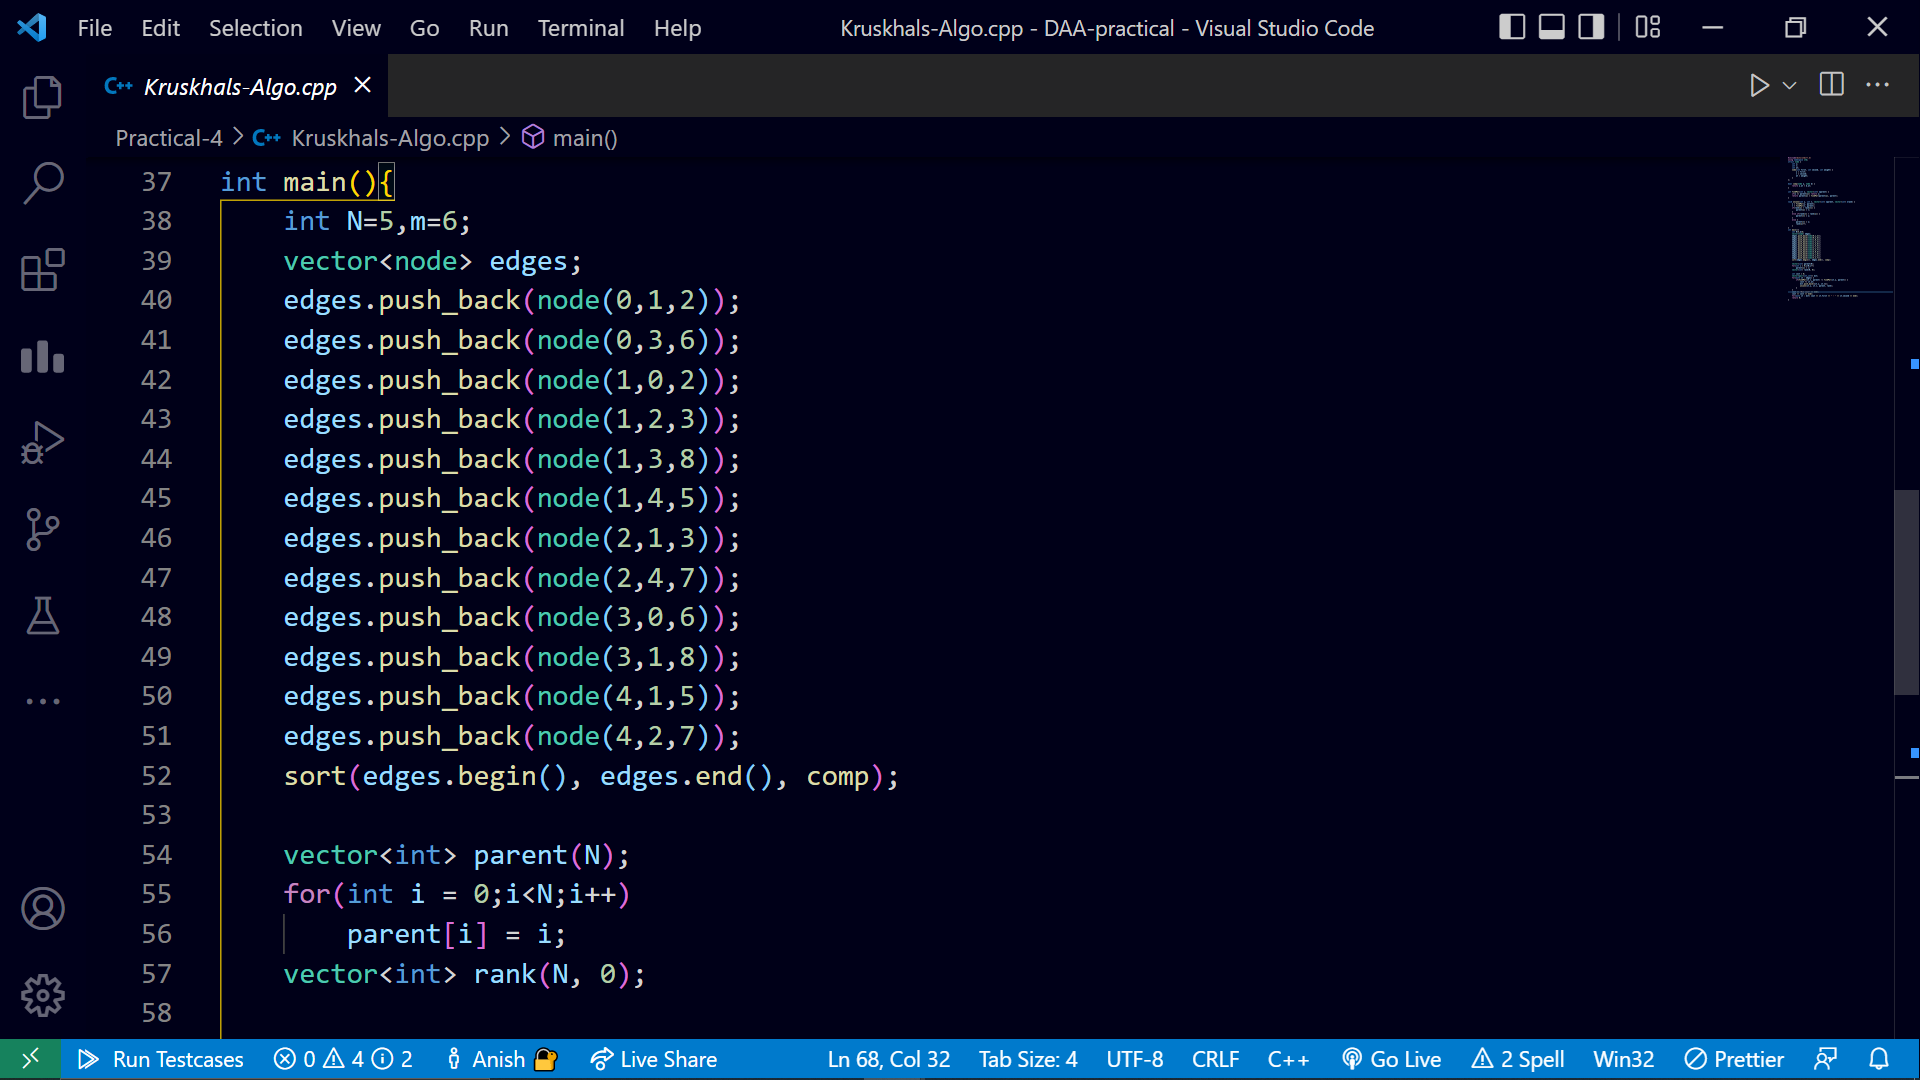 File Edit Selection View Go Run Terminal Help Kruskhals-Algo.cpp - DAA-practical - Visual Studio Code
C++ Kruskhals-Algo.cpp
Practical-4 > C++ Kruskhals-Algo.cpp > main()
37 int main(){
38 int N=5,m=6;
39 vector<node> edges;
40 edges.push_back(node(0,1,2));
41 edges.push_back(node(0,3,6));
42 edges.push_back(node(1,0,2));
43 edges.push_back(node(1,2,3));
44 edges.push_back(node(1,3,8));
45 edges.push_back(node(1,4,5));
46 edges.push_back(node(2,1,3));
47 edges.push_back(node(2,4,7));
48 edges.push_back(node(3,0,6));
49 edges.push_back(node(3,1,8));
50 edges.push_back(node(4,1,5));
51 edges.push_back(node(4,2,7));
52 sort(edges.begin(), edges.end(), comp);
53
54 vector<int> parent(N);
55 for(int i = 0;i<N;i++)
56 parent[i] = i;
57 vector<int> rank(N, 0);
58
Run Testcases 0 4 2 Anish Live Share Ln 68, Col 32 Tab Size: 4 UTF-8 CRLF C++ Go Live 2 Spell Win32 Prettier